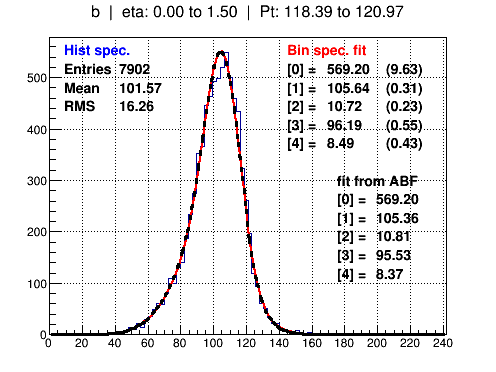 b | eta: 0.00 to 1.50 | Pt: 118.39 to 120.97
Hist spec.
Entries 7902
Mean 101.57
RMS 16.26
Bin spec. fit
[0] = 569.20 (9.63)
[1] = 105.64 (0.31)
[2] = 10.72 (0.23)
[3] = 96.19 (0.55)
[4] = 8.49 (0.43)
fit from ABF
[0] = 569.20
[1] = 105.36
[2] = 10.81
[3] = 95.53
[4] = 8.37
500
400
300
200
100
0
0 20 40 60 80 100 120 140 160 180 200 220 240